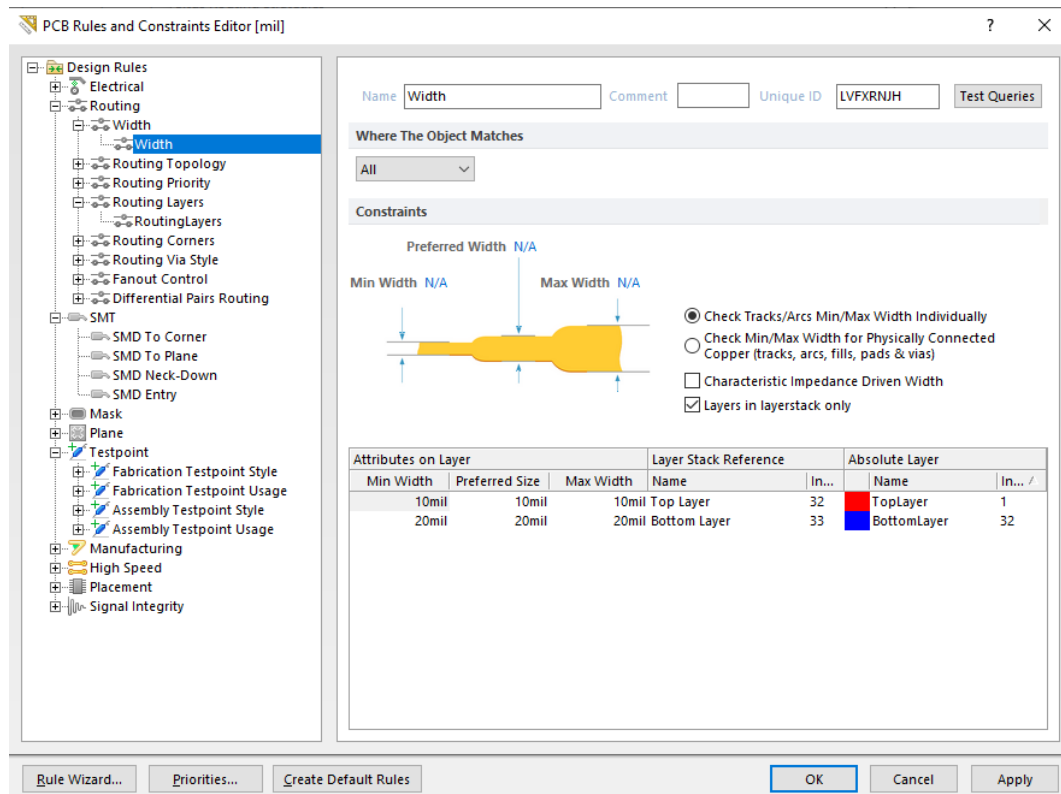 PCB Rules and Constraints Editor [mil]
?
Design Rules
Electrical
Routing
Width
Width
Routing Topology
Routing Priority
Routing Layers
RoutingLayers
Routing Corners
Routing Via Style
Fanout Control
Differential Pairs Routing
SMT
SMD To Corner
SMD To Plane
SMD Neck-Down
SMD Entry
Mask
Plane
Testpoint
Fabrication Testpoint Style
Fabrication Testpoint Usage
Assembly Testpoint Style
Assembly Testpoint Usage
Manufacturing
High Speed
Placement
Signal Integrity
Name Width Comment Unique ID LVFXRNJH Test Queries
Where The Object Matches
All
Constraints
Preferred Width N/A
Min Width N/A Max Width N/A
Check Tracks/Arcs Min/Max Width Individually
Check Min/Max Width for Physically Connected
Copper (tracks, arcs, fills, pads & vias)
Characteristic Impedance Driven Width
Layers in layerstack only
Attributes on Layer Layer Stack Reference Absolute Layer
Min Width Preferred Size Max Width Name In... Name In...
10mil 10mil 10mil Top Layer 32 TopLayer 1
20mil 20mil 20mil Bottom Layer 33 BottomLayer 32
Rule Wizard... Priorities... Create Default Rules OK Cancel Apply